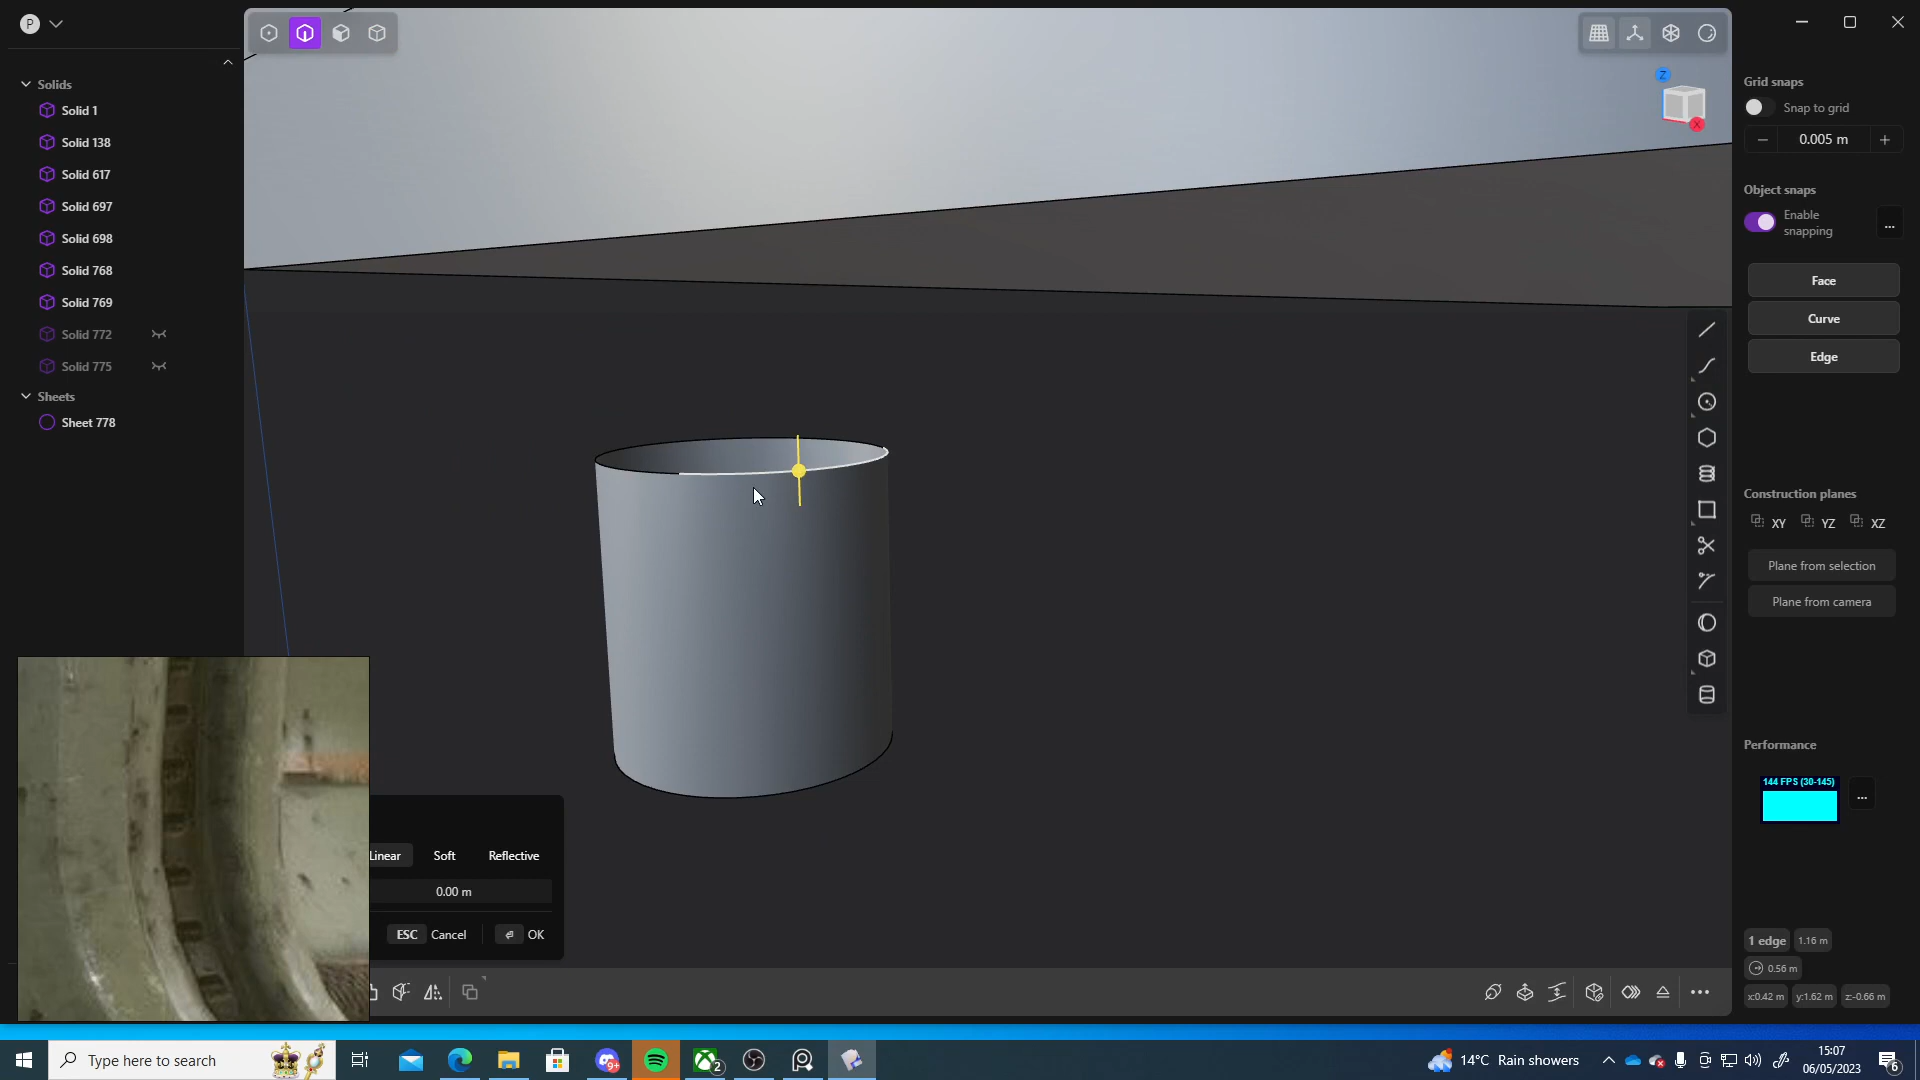 P
Solids
Solid 1
Solid 138
Solid 617
Solid 697
Solid 698
Solid 768
Solid 769
Solid 772
Solid 775
Sheets
Sheet 778
Z
X
Grid snaps
Snap to grid
0.005 m
Object snaps
Enable
snapping
...
Face
Curve
Edge
Construction planes
XY YZ XZ
Plane from selection
Plane from camera
Performance
144 FPS (30-145)
...
Linear Soft Reflective
0.00 m
ESC Cancel OK
1 edge 1.16 m
0.56 m
x:0.42 m y:1.62 m z:-0.66 m
Type here to search
9+
2
14°C Rain showers
15:07
06/05/2023
6